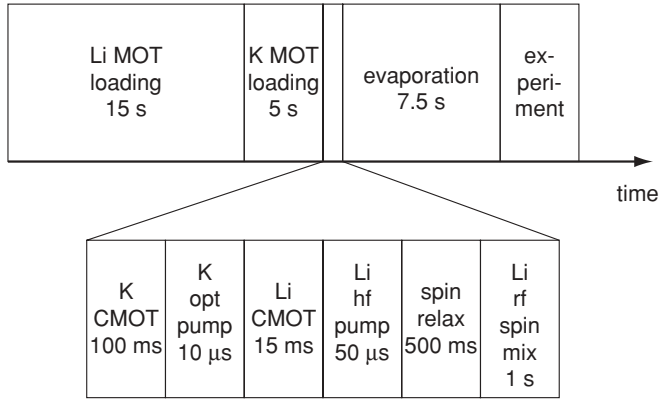 Li MOT
loading
15 s
K MOT
loading
5 s
evaporation
7.5 s
ex-
peri-
ment
time
K
CMOT
100 ms
K
opt
pump
10 µs
Li
CMOT
15 ms
Li
hf
pump
50 µs
spin
relax
500 ms
Li
rf
spin
mix
1 s